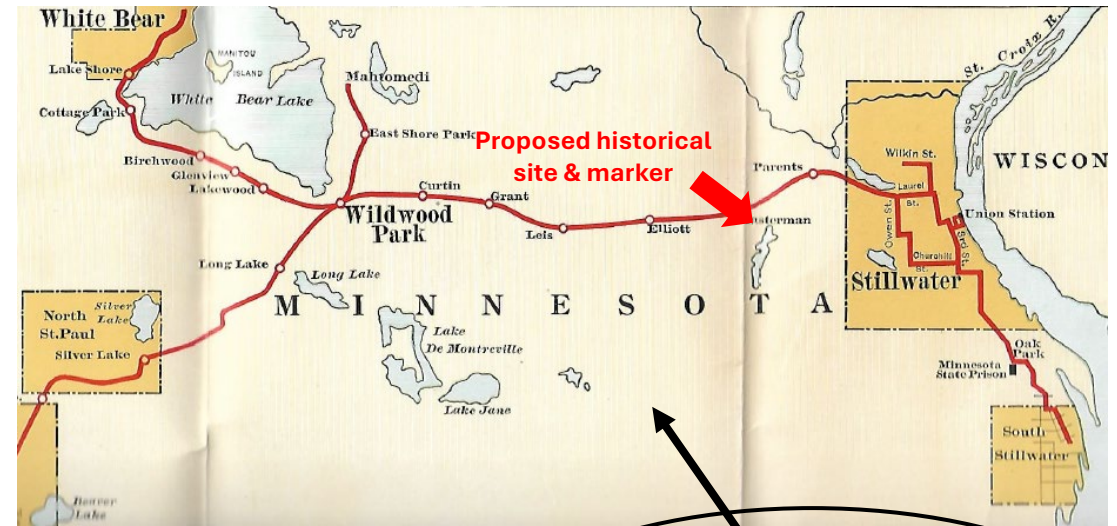 White Bear
Lake Shore
Cottage Park
MANITOU
ISLAND
White Bear Lake
Mahtomedi
East Shore Park
Birchwood
Glenview
Lakewood
Wildwood
Park
Curtin
Grant
Leis
Elliott
Proposed historical
site & marker
Parents
sterman
Wilkin St.
Laurel
St.
Owen St.
3rd St.
Churchill
St.
Union Station
Stillwater
St. Croix R.
WISCON
Long Lake
Long Lake
MINNESOTA
North
St.Paul
Silver
Lake
Silver Lake
Lake
De Montreville
Lake Jane
Oak
Park
Minnesota
State Prison
South
Stillwater
Beaver
Lake